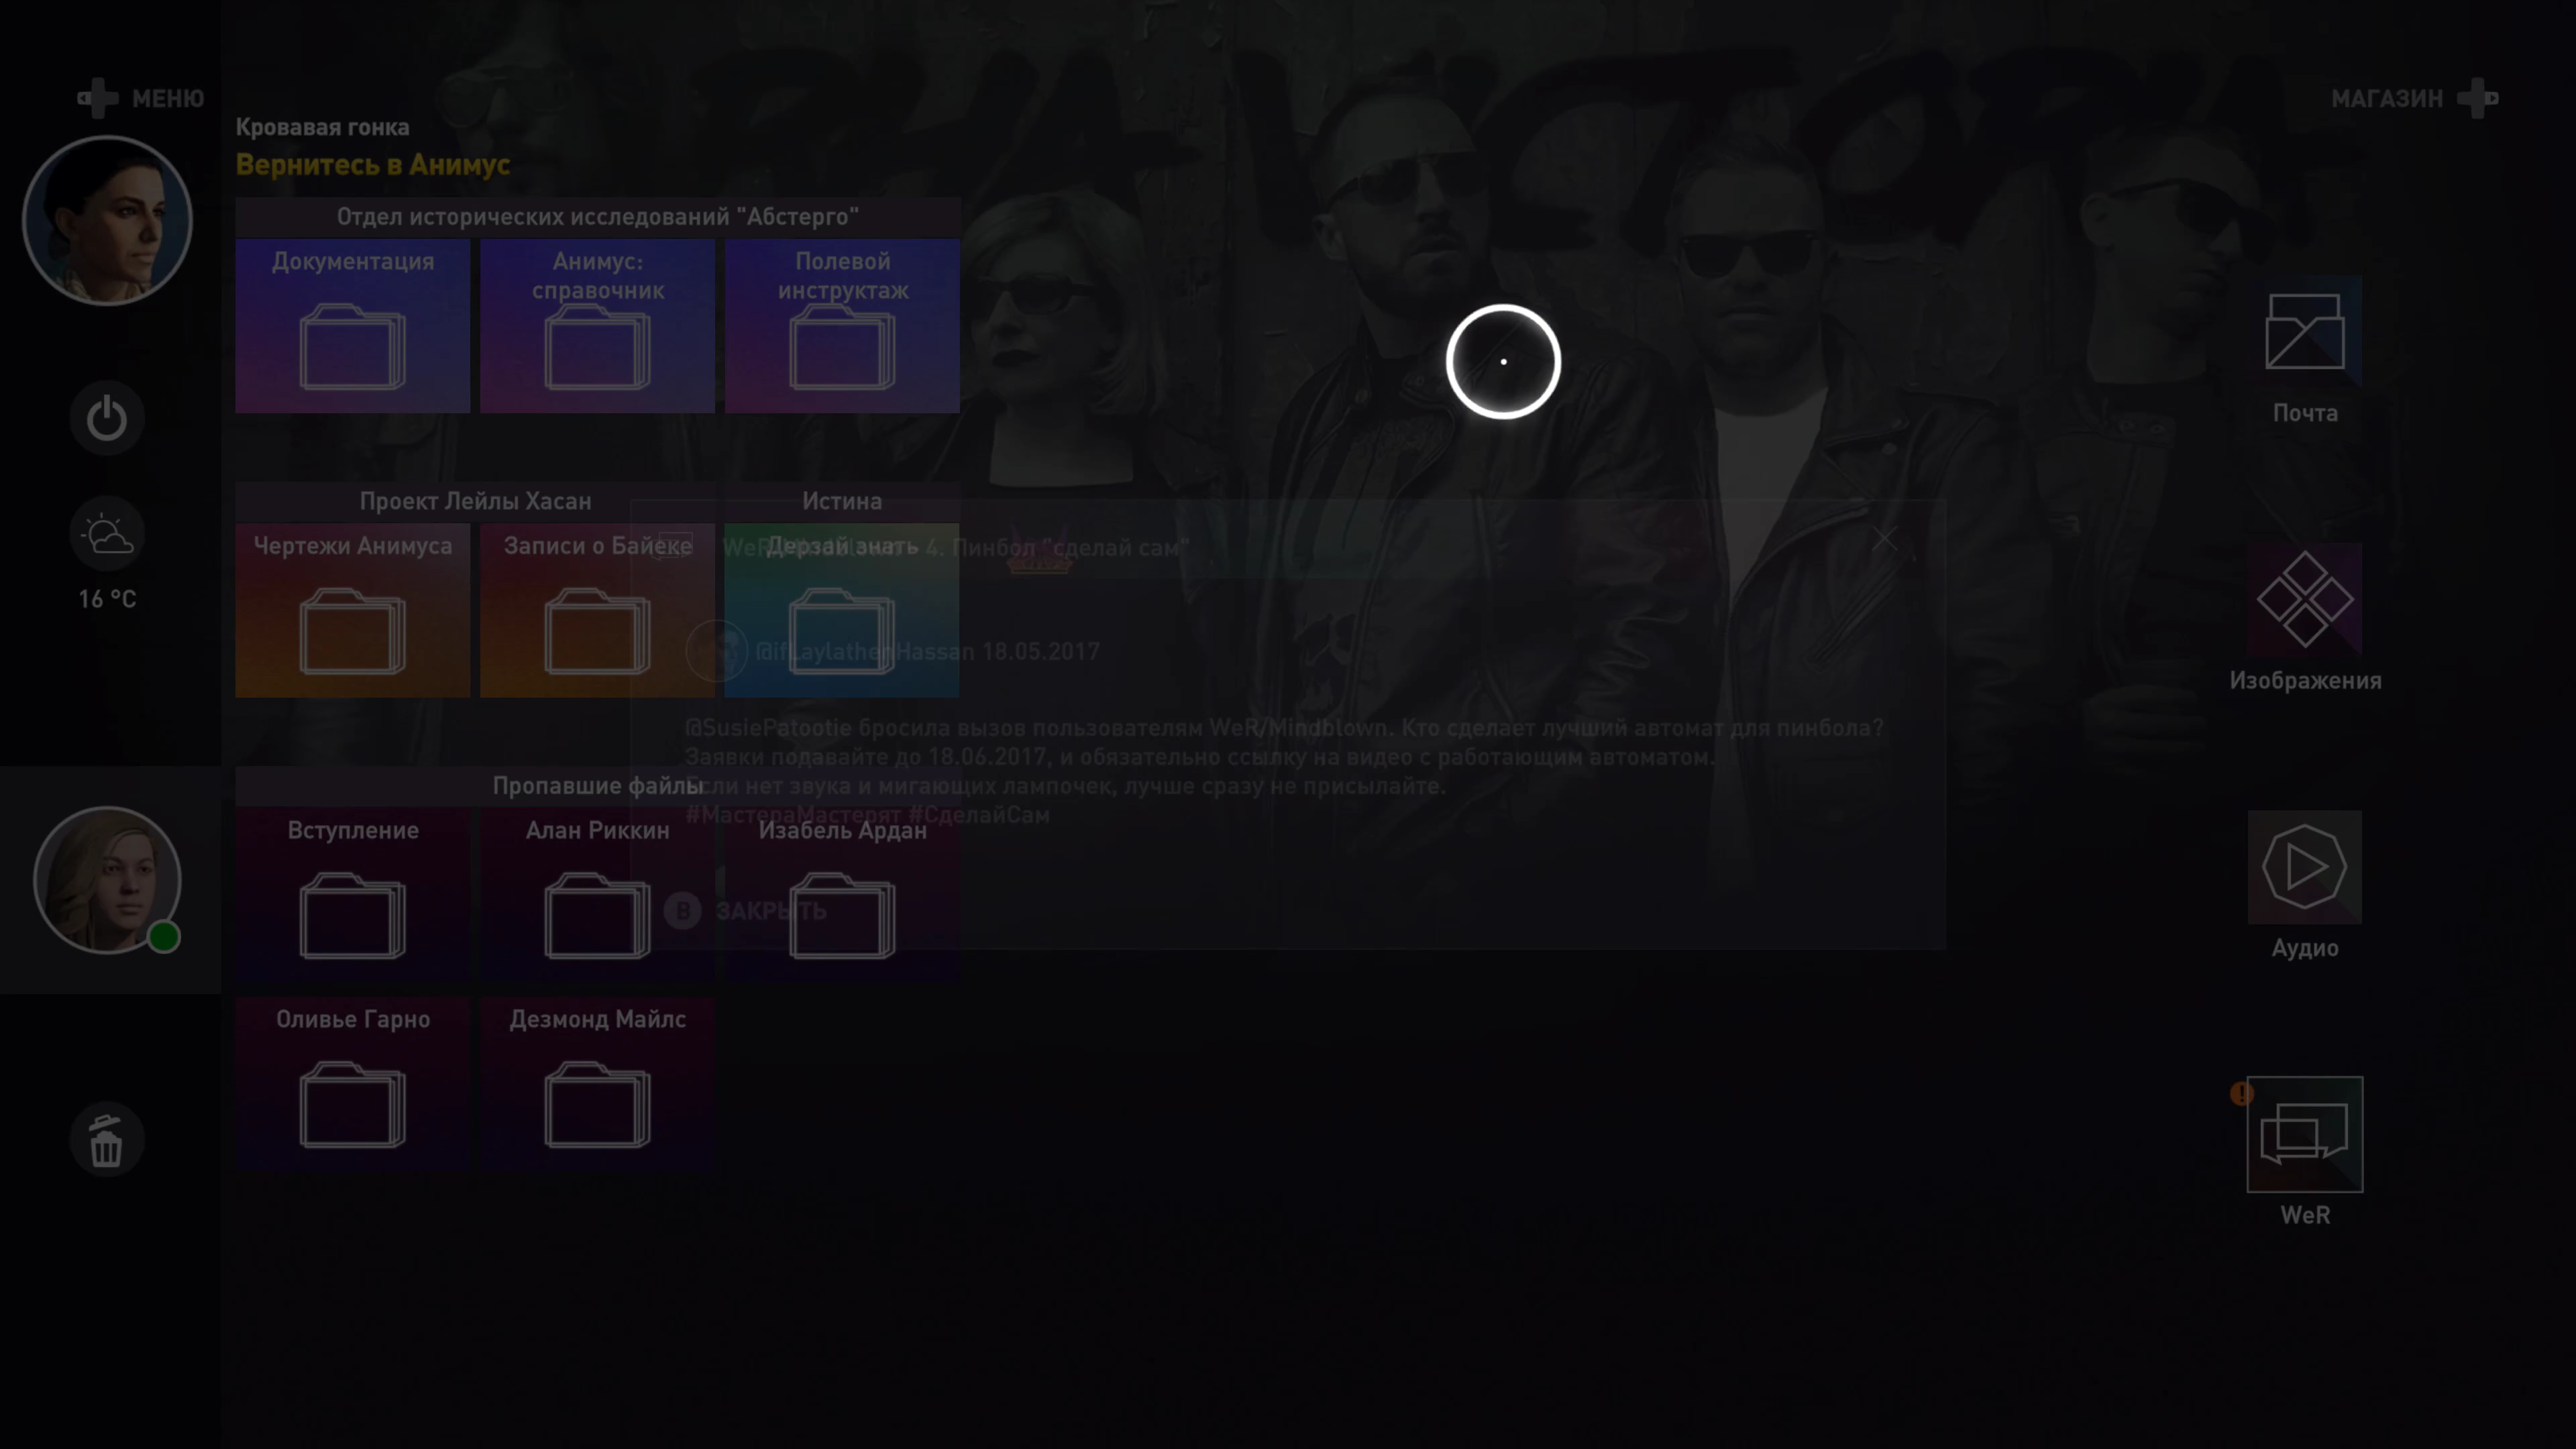 МЕНЮ
МАГАЗИН
Кровавая гонка
Вернитесь в Анимус
Отдел исторических исследований "Абстерго"
Документация
Анимус:
справочник
Полевой
инструктаж
Проект Лейлы Хасан
Истина
Чертежи Анимуса
Записи о Байеке
Дерзай знать
16 °C
Пропавшие файлы
Вступление
Алан Риккин
Изабель Ардан
Оливье Гарно
Дезмонд Майлс
4. Пинбол "сделай сам"
@ifLaylathenHassan 18.05.2017
@SusiePatootie бросила вызов пользователям WeR/Mindblown. Кто сделает лучший автомат для пинбола?
Заявки подавайте до 18.06.2017, и обязательно ссылку на видео с работающим автоматом.
Если нет звука и мигающих лампочек, лучше сразу не присылайте.
#МастераМастерят #СделайСам
B ЗАКРЫТЬ
Почта
Изображения
Аудио
WeR